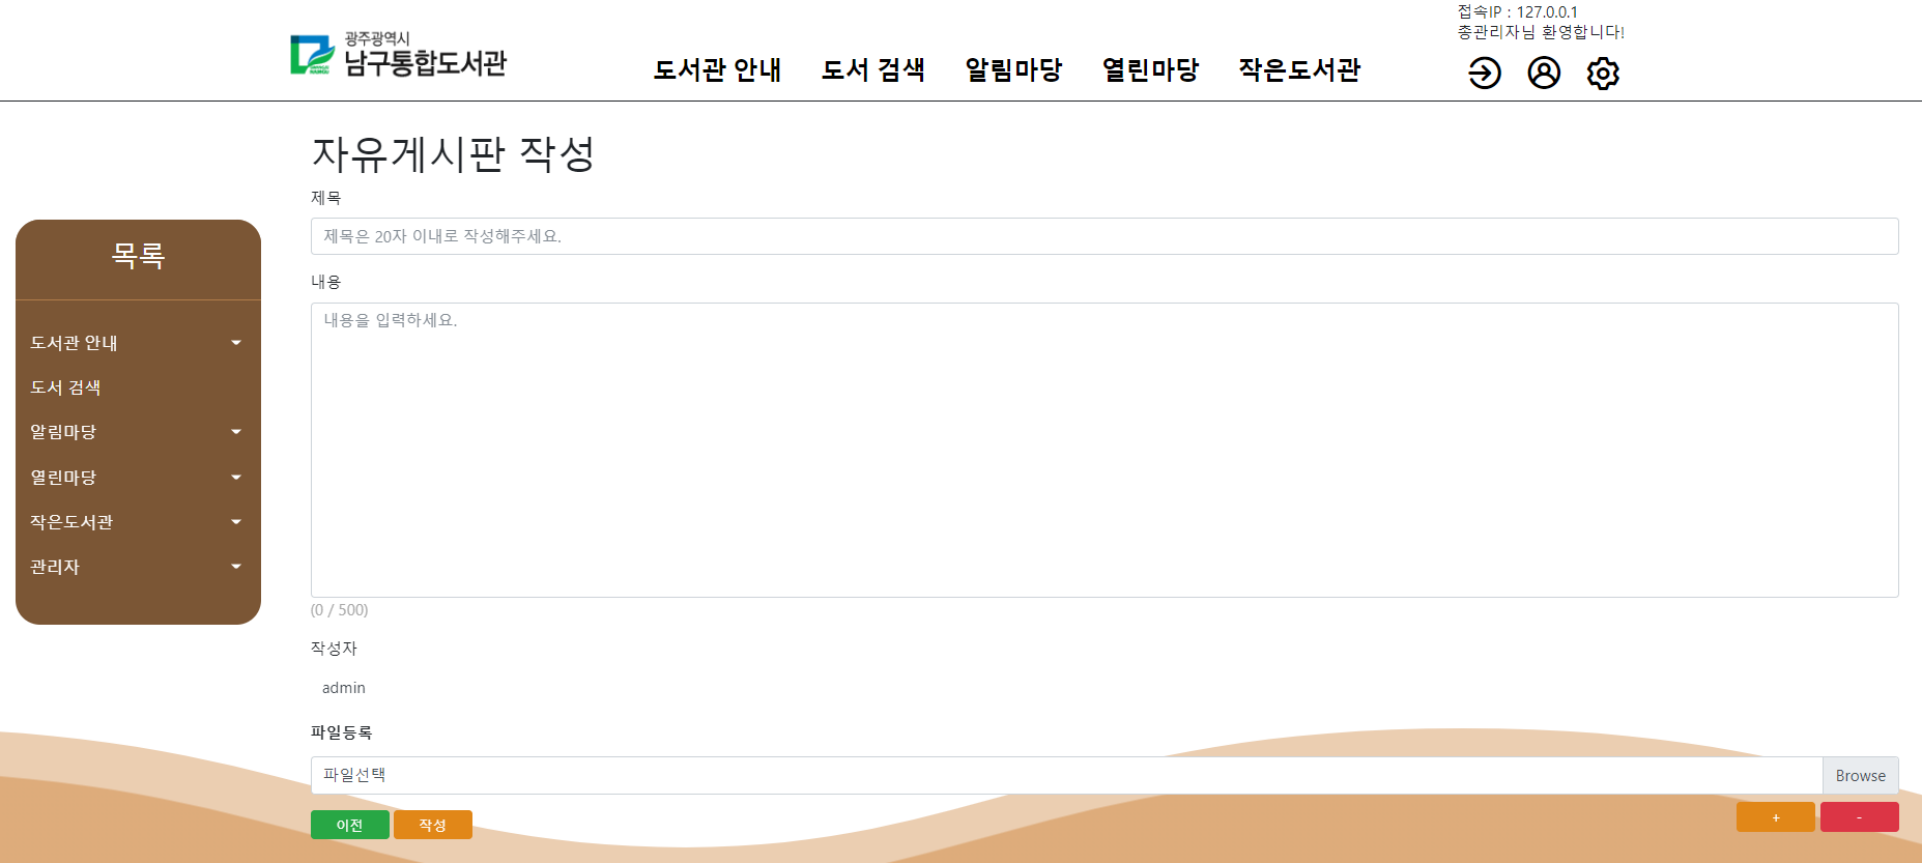 접속IP : 127.0.0.1
총관리자님 환영합니다!
광주광역시
남구통합도서관
도서관 안내 도서 검색 알림마당 열린마당 작은도서관
자유게시판 작성
제목
제목은 20자 이내로 작성해주세요.
내용
내용을 입력하세요.
(0 / 500)
작성자
admin
파일등록
파일선택 Browse
이전 작성 + -
목록
도서관 안내
도서 검색
알림마당
열린마당
작은도서관
관리자